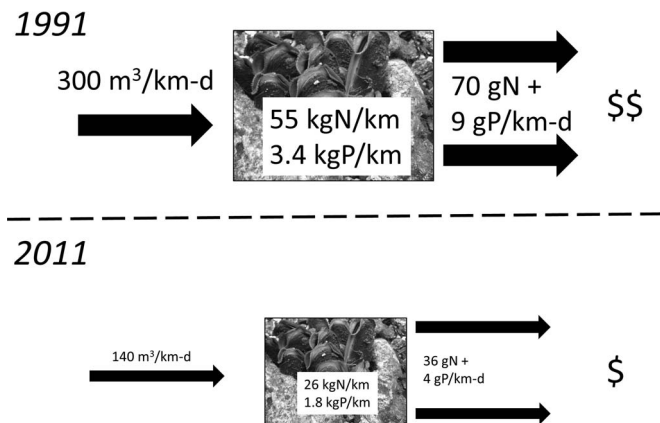 1991
300 m³/km-d
55 kgN/km
3.4 kgP/km
70 gN +
9 gP/km-d
$$
2011
140 m³/km-d
26 kgN/km
1.8 kgP/km
36 gN +
4 gP/km-d
$